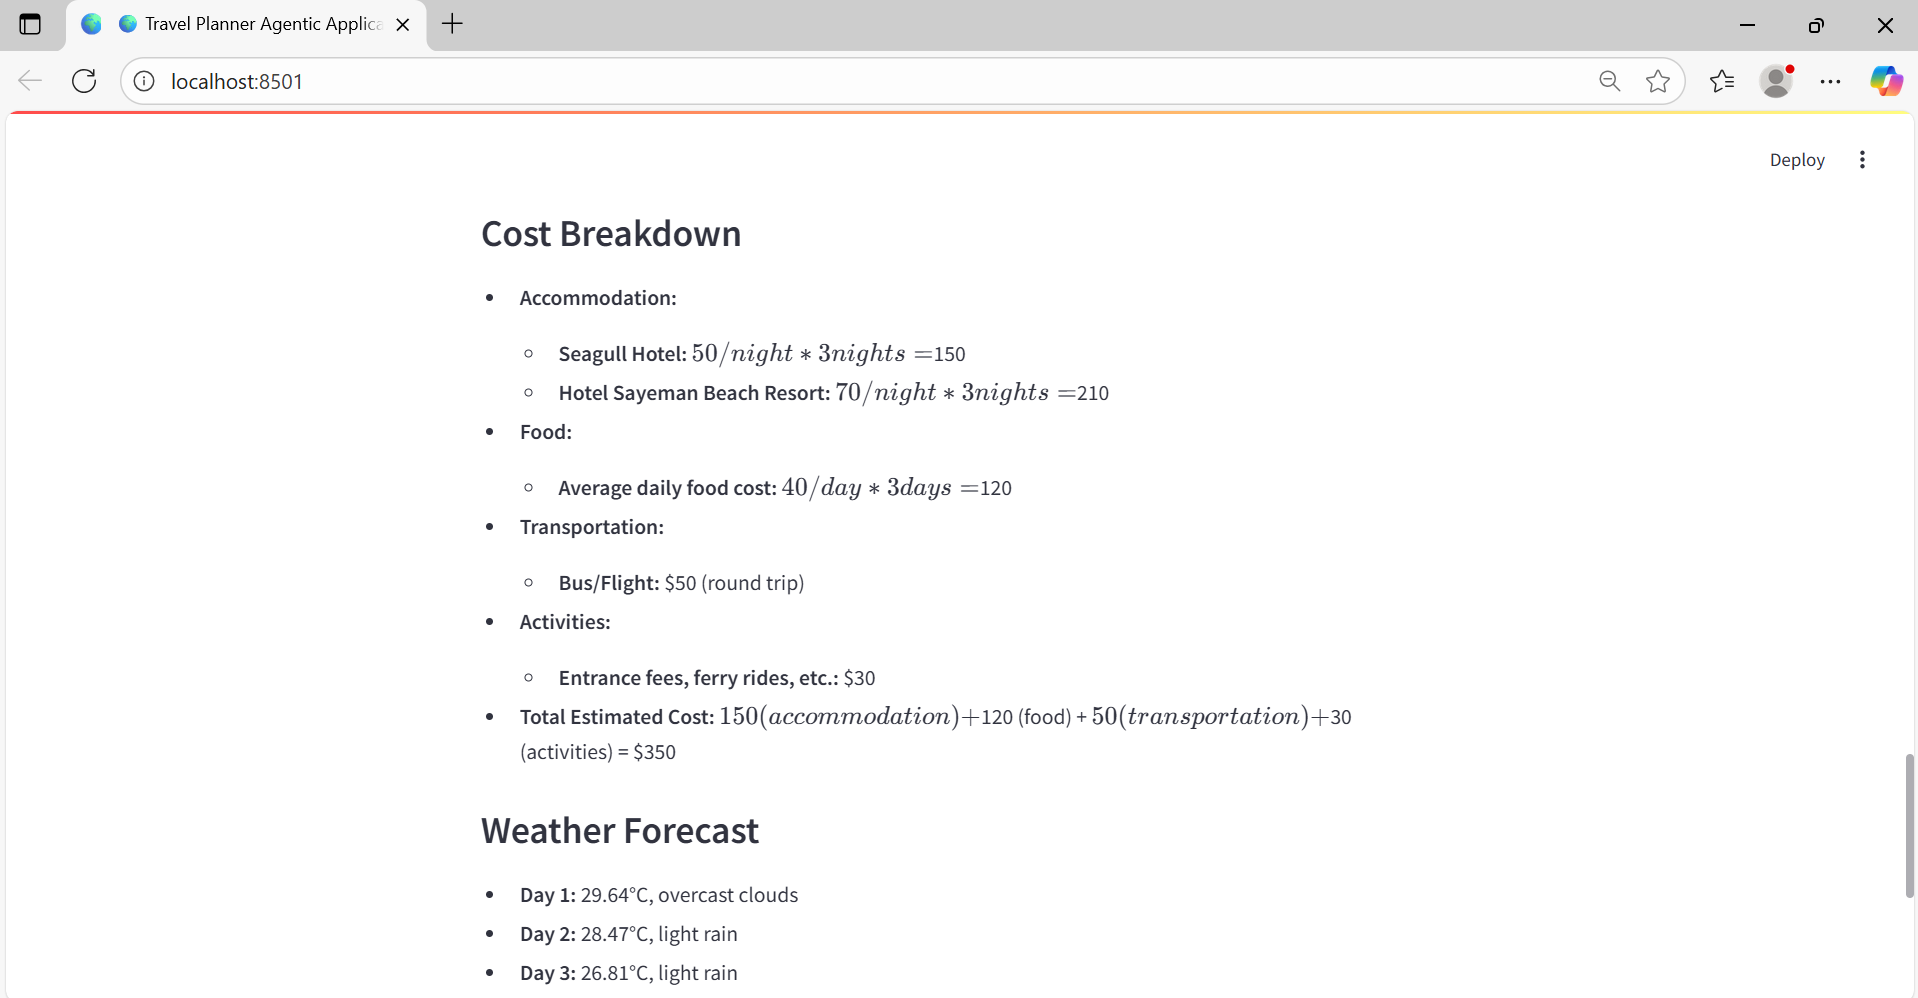 Travel Planner Agentic Applica
localhost:8501
Deploy
Cost Breakdown
• Accommodation:
◦ Seagull Hotel: 50/night * 3nights =150
◦ Hotel Sayeman Beach Resort: 70/night * 3nights =210
• Food:
◦ Average daily food cost: 40/day * 3days =120
• Transportation:
◦ Bus/Flight: $50 (round trip)
• Activities:
◦ Entrance fees, ferry rides, etc.: $30
• Total Estimated Cost: 150(accommodation)+120 (food) + 50(transportation)+30
(activities) = $350
Weather Forecast
• Day 1: 29.64°C, overcast clouds
• Day 2: 28.47°C, light rain
• Day 3: 26.81°C, light rain